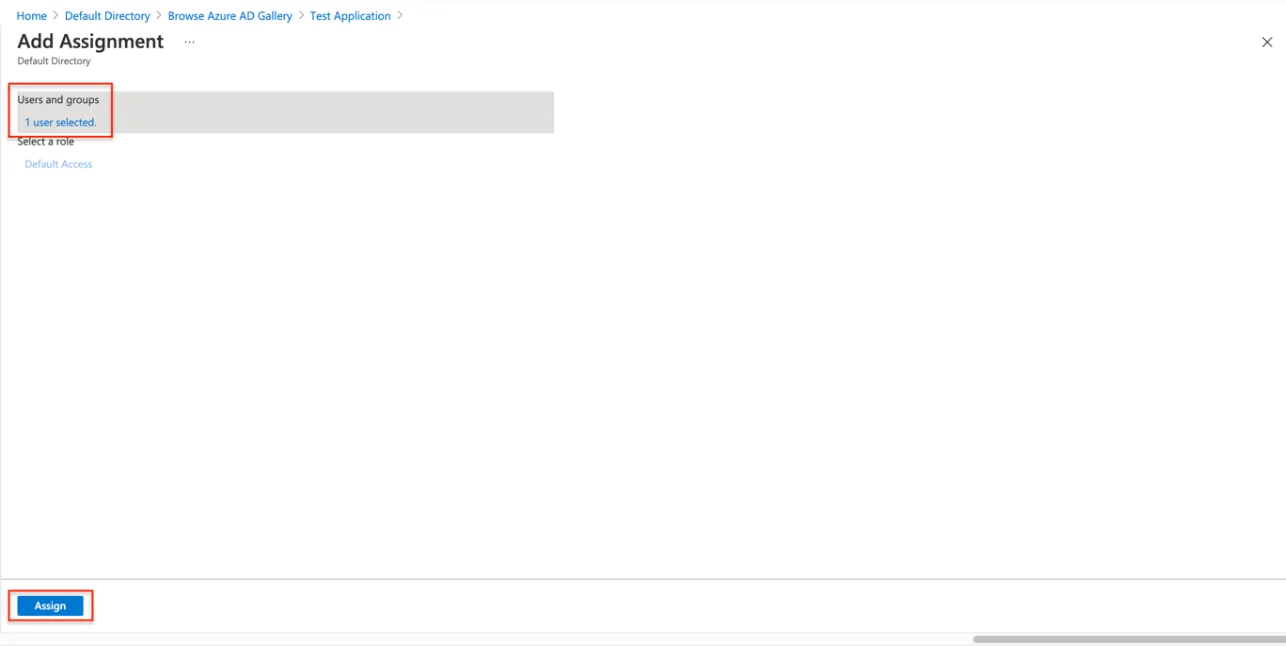 Home > Default Directory > Browse Azure AD Gallery > Test Application >
Add Assignment ...
Default Directory
Users and groups
1 user selected.
Select a role
Default Access
Assign